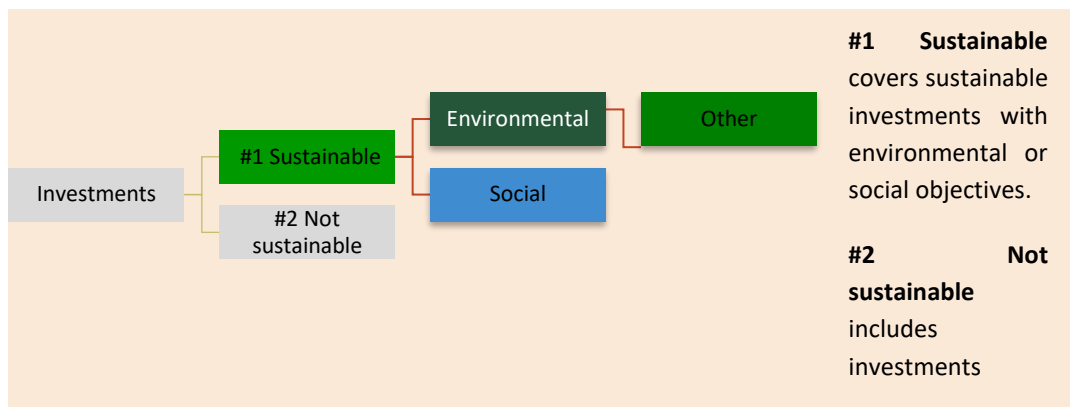 Investments
#1 Sustainable
#2 Not
sustainable
Environmental
Social
Other
#1 Sustainable
covers sustainable
investments with
environmental or
social objectives.
#2 Not
sustainable
includes
investments